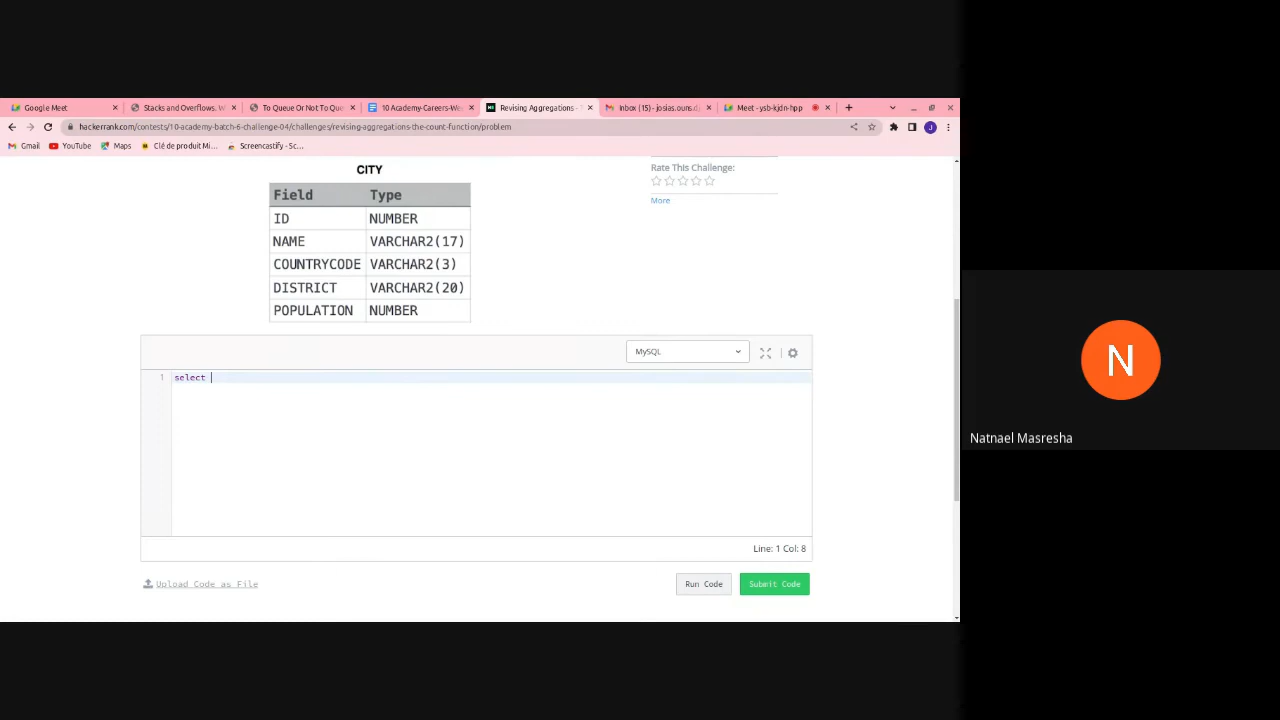 Google Meet
Stacks and Overflows. W
To Queue Or Not To Que
10 Academy-Careers-We
Revising Aggregations - T
Inbox (15) - josias.ouns.d
Meet - ysb-kjdn-hpp
hackerrank.com/contests/10-academy-batch-6-challenge-04/challenges/revising-aggregations-the-count-function/problem
J
Gmail
YouTube
Maps
Clé de produit Mi...
Screencastify - Sc...
CITY
Field Type
ID NUMBER
NAME VARCHAR2(17)
COUNTRYCODE VARCHAR2(3)
DISTRICT VARCHAR2(20)
POPULATION NUMBER
Rate This Challenge:
More
MySQL
1 select
Line: 1 Col: 8
Upload Code as File
Run Code
Submit Code
N
Natnael Masresha